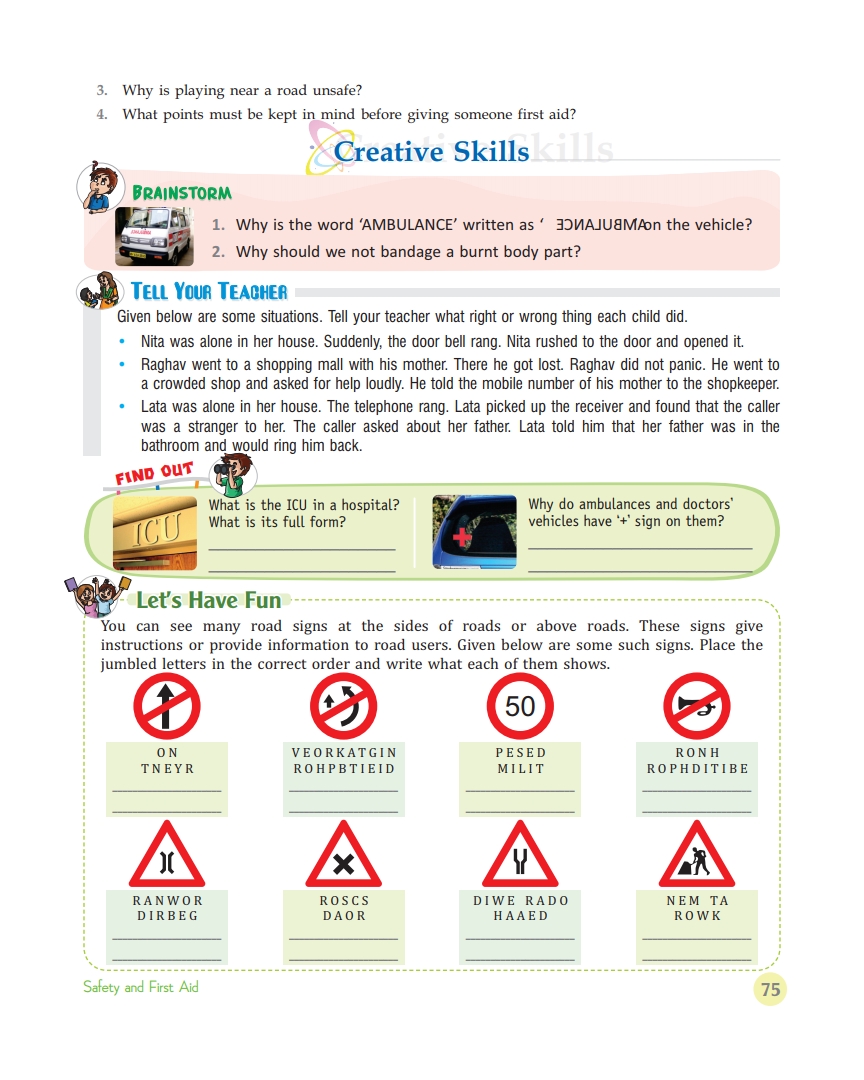 3. Why is playing near a road unsafe?
4. What points must be kept in mind before giving someone first aid?
Creative Skills
BRAINSTORM
1. Why is the word ‘AMBULANCE’ written as ‘ AMBULANCE’ on the vehicle?
2. Why should we not bandage a burnt body part?
TELL YOUR TEACHER
Given below are some situations. Tell your teacher what right or wrong thing each child did.
• Nita was alone in her house. Suddenly, the door bell rang. Nita rushed to the door and opened it.
• Raghav went to a shopping mall with his mother. There he got lost. Raghav did not panic. He went to
a crowded shop and asked for help loudly. He told the mobile number of his mother to the shopkeeper.
• Lata was alone in her house. The telephone rang. Lata picked up the receiver and found that the caller
was a stranger to her. The caller asked about her father. Lata told him that her father was in the
bathroom and would ring him back.
FIND OUT
ICU
What is the ICU in a hospital?
What is its full form?
Why do ambulances and doctors’
vehicles have ‘+’ sign on them?
Let’s Have Fun
You can see many road signs at the sides of roads or above roads. These signs give
instructions or provide information to road users. Given below are some such signs. Place the
jumbled letters in the correct order and write what each of them shows.
50
ON
TNEYR
VEORKATGIN
ROHPBTIEID
PESED
MILIT
RONH
ROPHDITIBE
RANWOR
DIRBEG
ROSCS
DAOR
DIWE RADO
HAAED
NEM TA
ROWK
Safety and First Aid
75